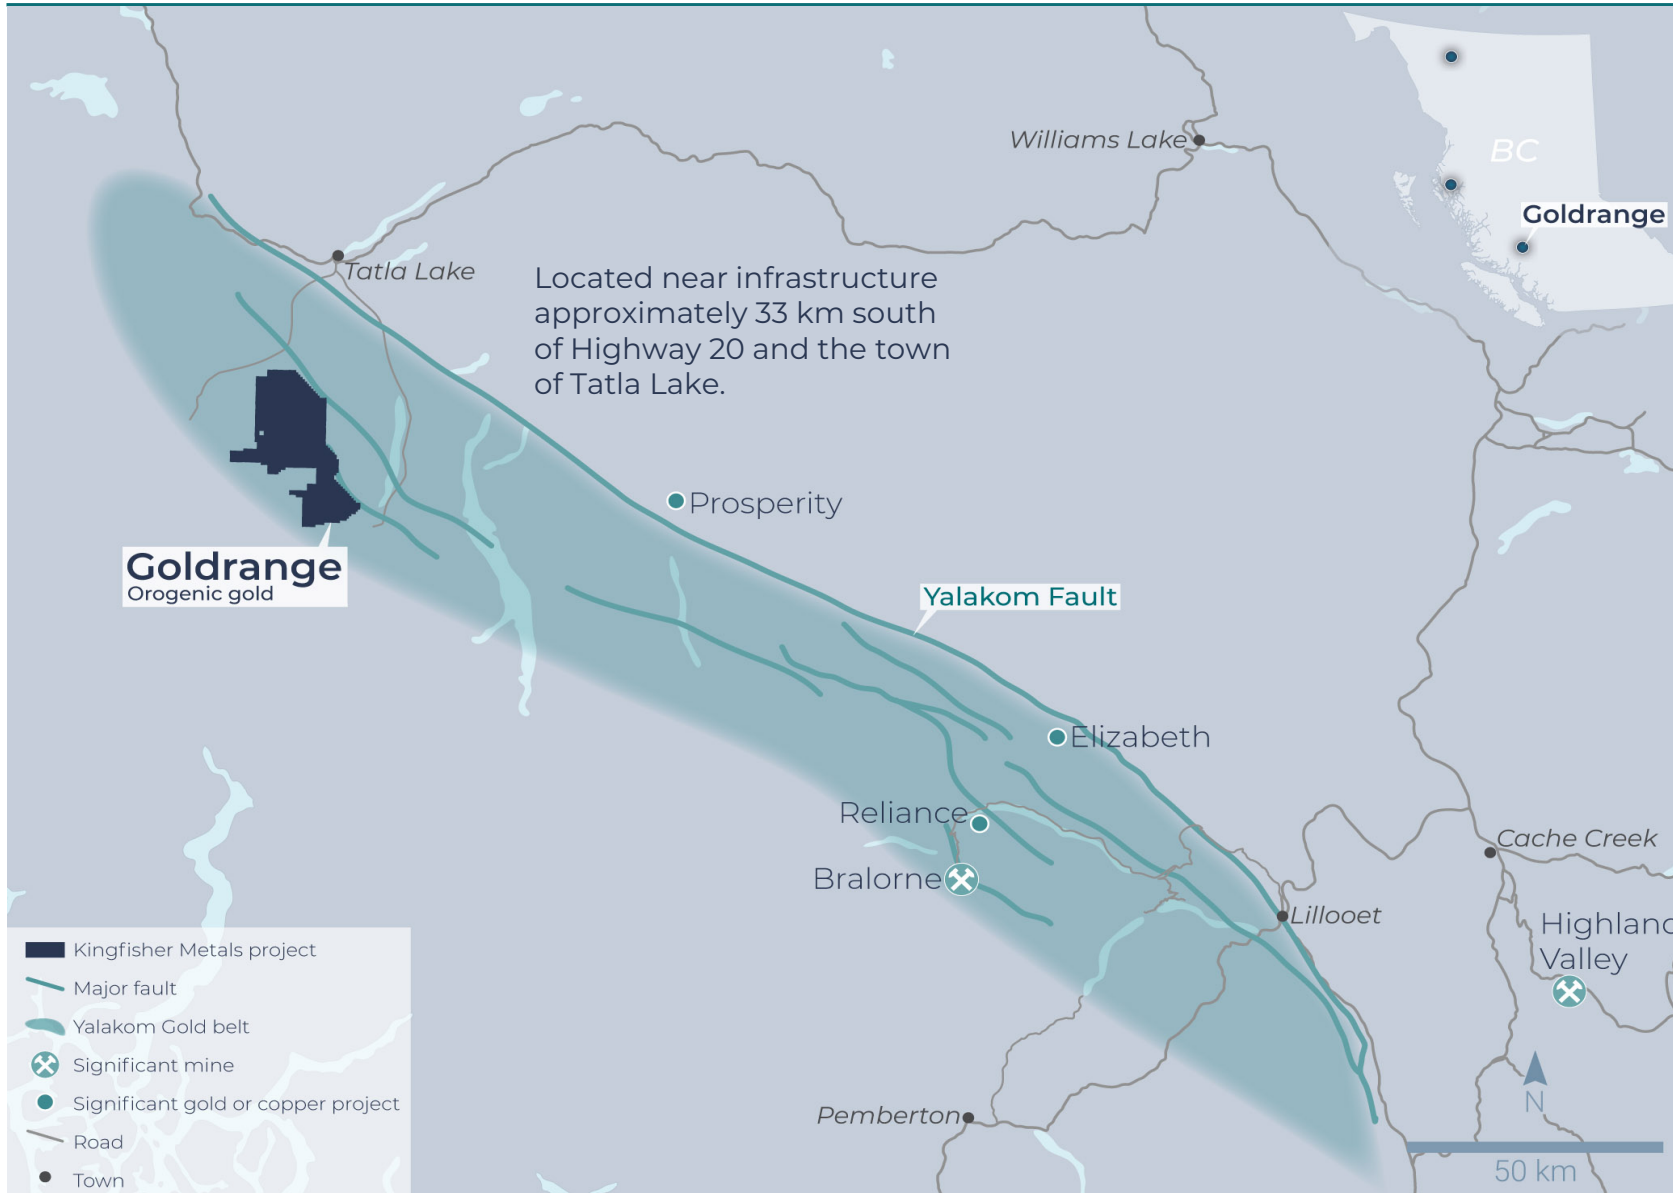 Williams Lake
BC
Goldrange
Tatla Lake
Located near infrastructure
approximately 33 km south
of Highway 20 and the town
of Tatla Lake.
Prosperity
Goldrange
Orogenic gold
Yalakom Fault
Elizabeth
Reliance
Bralorne
Cache Creek
Lillooet
Highland
Valley
Pemberton
Kingfisher Metals project
Major fault
Yalakom Gold belt
Significant mine
Significant gold or copper project
Road
Town
N
50 km